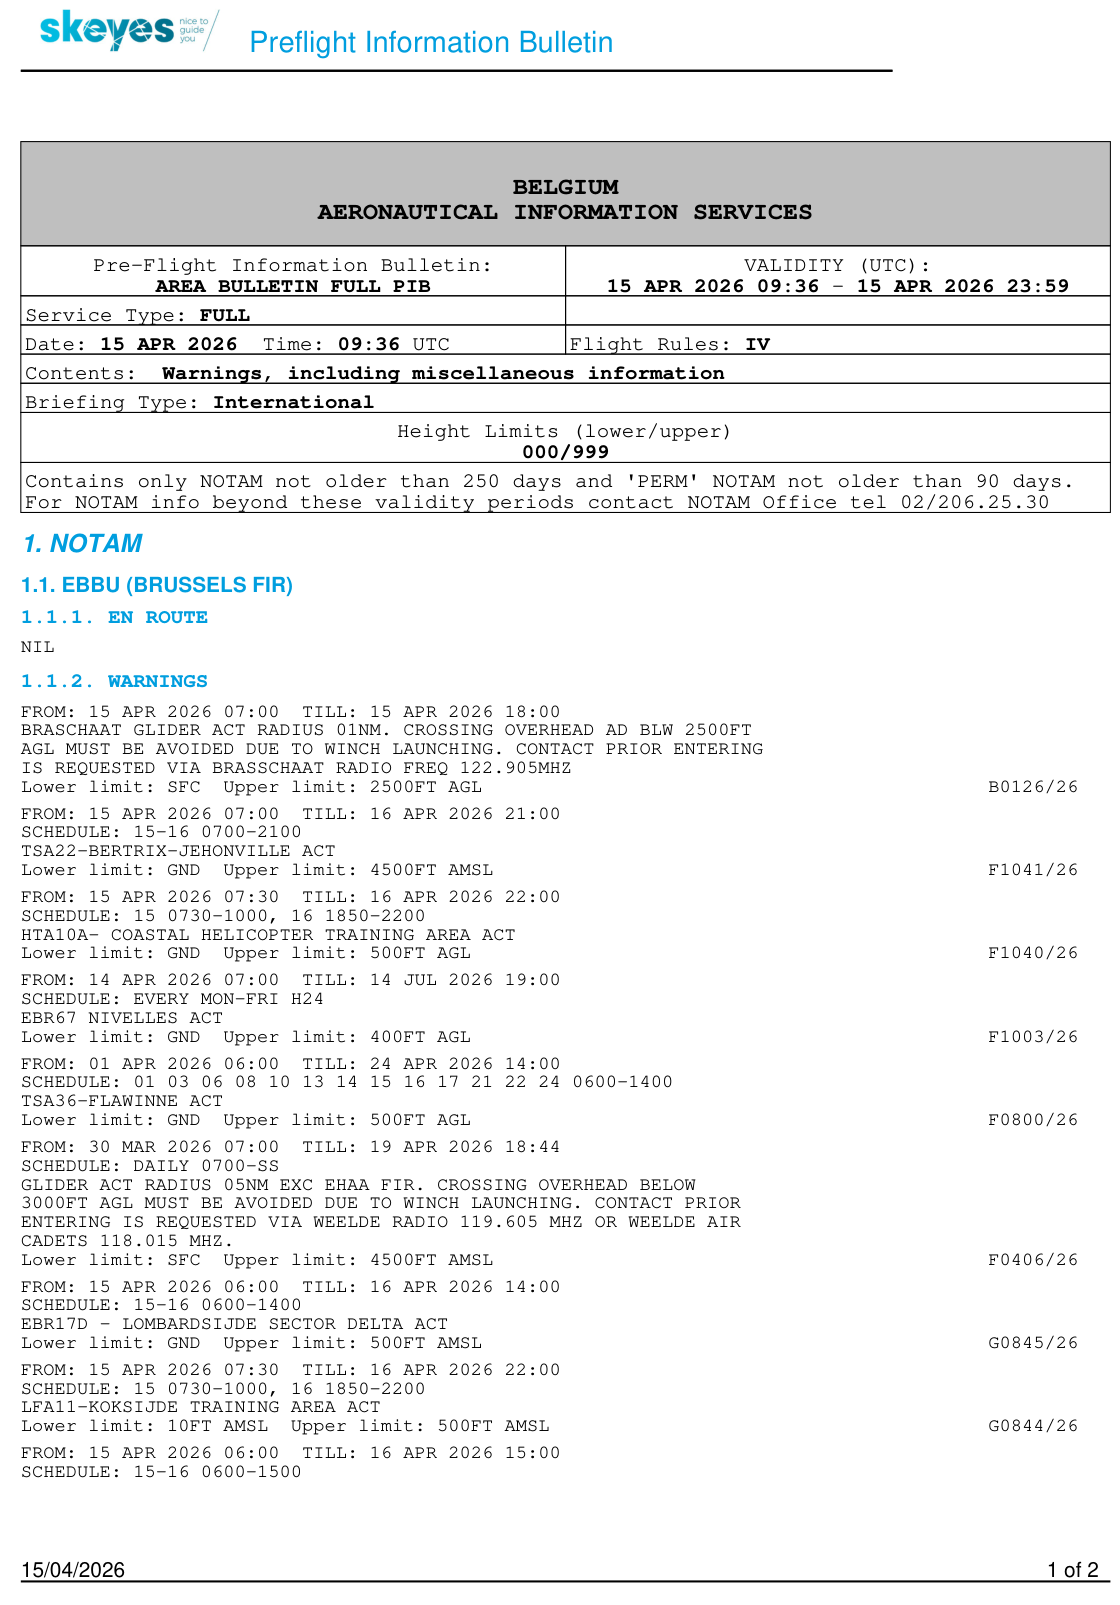 skeyes nice to guide you
Preflight Information Bulletin
BELGIUM
AERONAUTICAL INFORMATION SERVICES
Pre-Flight Information Bulletin:
AREA BULLETIN FULL PIB
VALIDITY (UTC):
15 APR 2026 09:36 - 15 APR 2026 23:59
Service Type: FULL
Date: 15 APR 2026  Time: 09:36 UTC
Flight Rules: IV
Contents:  Warnings, including miscellaneous information
Briefing Type: International
Height Limits (lower/upper)
000/999
Contains only NOTAM not older than 250 days and 'PERM' NOTAM not older than 90 days.
For NOTAM info beyond these validity periods contact NOTAM Office tel 02/206.25.30
1. NOTAM
1.1. EBBU (BRUSSELS FIR)
1.1.1. EN ROUTE
NIL
1.1.2. WARNINGS
FROM: 15 APR 2026 07:00  TILL: 15 APR 2026 18:00
BRASCHAAT GLIDER ACT RADIUS 01NM. CROSSING OVERHEAD AD BLW 2500FT
AGL MUST BE AVOIDED DUE TO WINCH LAUNCHING. CONTACT PRIOR ENTERING
IS REQUESTED VIA BRASSCHAAT RADIO FREQ 122.905MHZ
Lower limit: SFC  Upper limit: 2500FT AGL B0126/26
FROM: 15 APR 2026 07:00  TILL: 16 APR 2026 21:00
SCHEDULE: 15-16 0700-2100
TSA22-BERTRIX-JEHONVILLE ACT
Lower limit: GND  Upper limit: 4500FT AMSL F1041/26
FROM: 15 APR 2026 07:30  TILL: 16 APR 2026 22:00
SCHEDULE: 15 0730-1000, 16 1850-2200
HTA10A- COASTAL HELICOPTER TRAINING AREA ACT
Lower limit: GND  Upper limit: 500FT AGL F1040/26
FROM: 14 APR 2026 07:00  TILL: 14 JUL 2026 19:00
SCHEDULE: EVERY MON-FRI H24
EBR67 NIVELLES ACT
Lower limit: GND  Upper limit: 400FT AGL F1003/26
FROM: 01 APR 2026 06:00  TILL: 24 APR 2026 14:00
SCHEDULE: 01 03 06 08 10 13 14 15 16 17 21 22 24 0600-1400
TSA36-FLAWINNE ACT
Lower limit: GND  Upper limit: 500FT AGL F0800/26
FROM: 30 MAR 2026 07:00  TILL: 19 APR 2026 18:44
SCHEDULE: DAILY 0700-SS
GLIDER ACT RADIUS 05NM EXC EHAA FIR. CROSSING OVERHEAD BELOW
3000FT AGL MUST BE AVOIDED DUE TO WINCH LAUNCHING. CONTACT PRIOR
ENTERING IS REQUESTED VIA WEELDE RADIO 119.605 MHZ OR WEELDE AIR
CADETS 118.015 MHZ.
Lower limit: SFC  Upper limit: 4500FT AMSL F0406/26
FROM: 15 APR 2026 06:00  TILL: 16 APR 2026 14:00
SCHEDULE: 15-16 0600-1400
EBR17D - LOMBARDSIJDE SECTOR DELTA ACT
Lower limit: GND  Upper limit: 500FT AMSL G0845/26
FROM: 15 APR 2026 07:30  TILL: 16 APR 2026 22:00
SCHEDULE: 15 0730-1000, 16 1850-2200
LFA11-KOKSIJDE TRAINING AREA ACT
Lower limit: 10FT AMSL  Upper limit: 500FT AMSL G0844/26
FROM: 15 APR 2026 06:00  TILL: 16 APR 2026 15:00
SCHEDULE: 15-16 0600-1500
15/04/2026 1 of 2